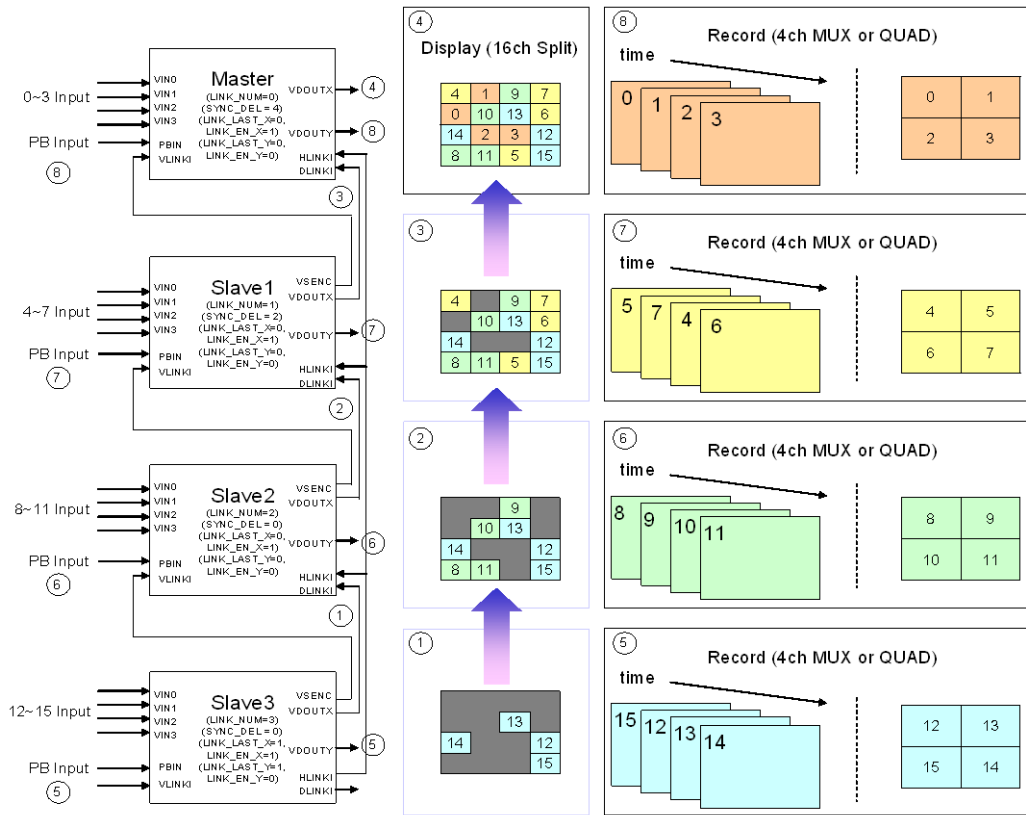 Master
(LINK_NUM=0)
(SYNC_DEL = 4)
(LINK_LAST_X=0,
LINK_EN_X=1)
(LINK_LAST_Y=0,
LINK_EN_Y=0)
VIN0
VIN1
VIN2
VIN3
PBIN
VLINKI
VDOUTX
VDOUTY
HLINKI
DLINKI
0~3 Input
PB Input
8
4
8
3
Slave1
(LINK_NUM=1)
(SYNC_DEL = 2)
(LINK_LAST_X=0,
LINK_EN_X=1)
(LINK_LAST_Y=0,
LINK_EN_Y=0)
VIN0
VIN1
VIN2
VIN3
PBIN
VLINKI
VSENC
VDOUTX
VDOUTY
HLINKI
DLINKI
4~7 Input
PB Input
7
7
2
Slave2
(LINK_NUM=2)
(SYNC_DEL = 0)
(LINK_LAST_X=0,
LINK_EN_X=1)
(LINK_LAST_Y=0,
LINK_EN_Y=0)
VIN0
VIN1
VIN2
VIN3
PBIN
VLINKI
VSENC
VDOUTX
VDOUTY
HLINKI
DLINKI
8~11 Input
PB Input
6
6
1
Slave3
(LINK_NUM=3)
(SYNC_DEL = 0)
(LINK_LAST_X=1,
LINK_EN_X=1)
(LINK_LAST_Y=1,
LINK_EN_Y=0)
VIN0
VIN1
VIN2
VIN3
PBIN
VLINKI
VSENC
VDOUTX
VDOUTY
HLINKI
DLINKI
12~15 Input
PB Input
5
5
4
Display (16ch Split)
4 1 9 7
0 10 13 6
14 2 3 12
8 11 5 15
3
4 9 7
10 13 6
14 12
8 11 5 15
2
9
10 13
14 12
8 11 15
1
13
14 12
15
8
Record (4ch MUX or QUAD)
time
0 1 2 3
0 1
2 3
7
Record (4ch MUX or QUAD)
time
5 7 4 6
4 5
6 7
6
Record (4ch MUX or QUAD)
time
8 9 10 11
8 9
10 11
5
Record (4ch MUX or QUAD)
time
15 12 13 14
12 13
15 14